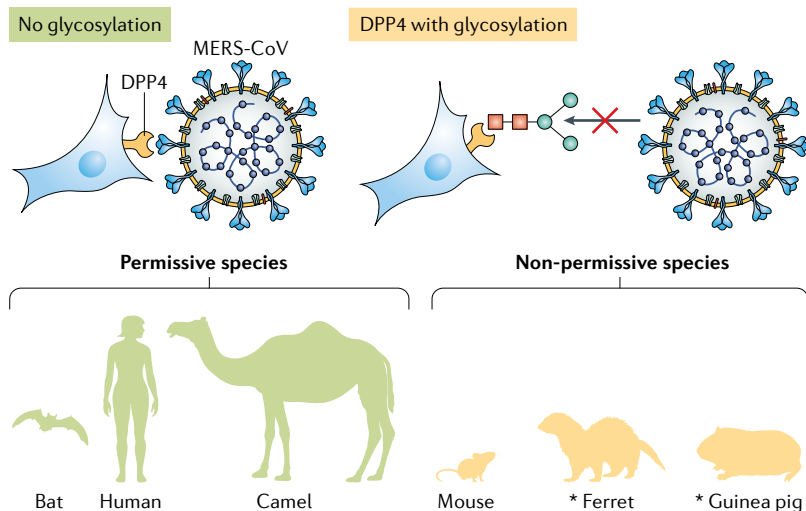 No glycosylation
DPP4 with glycosylation
MERS-CoV
DPP4
Permissive species
Non-permissive species
Bat
Human
Camel
Mouse
* Ferret
* Guinea pig